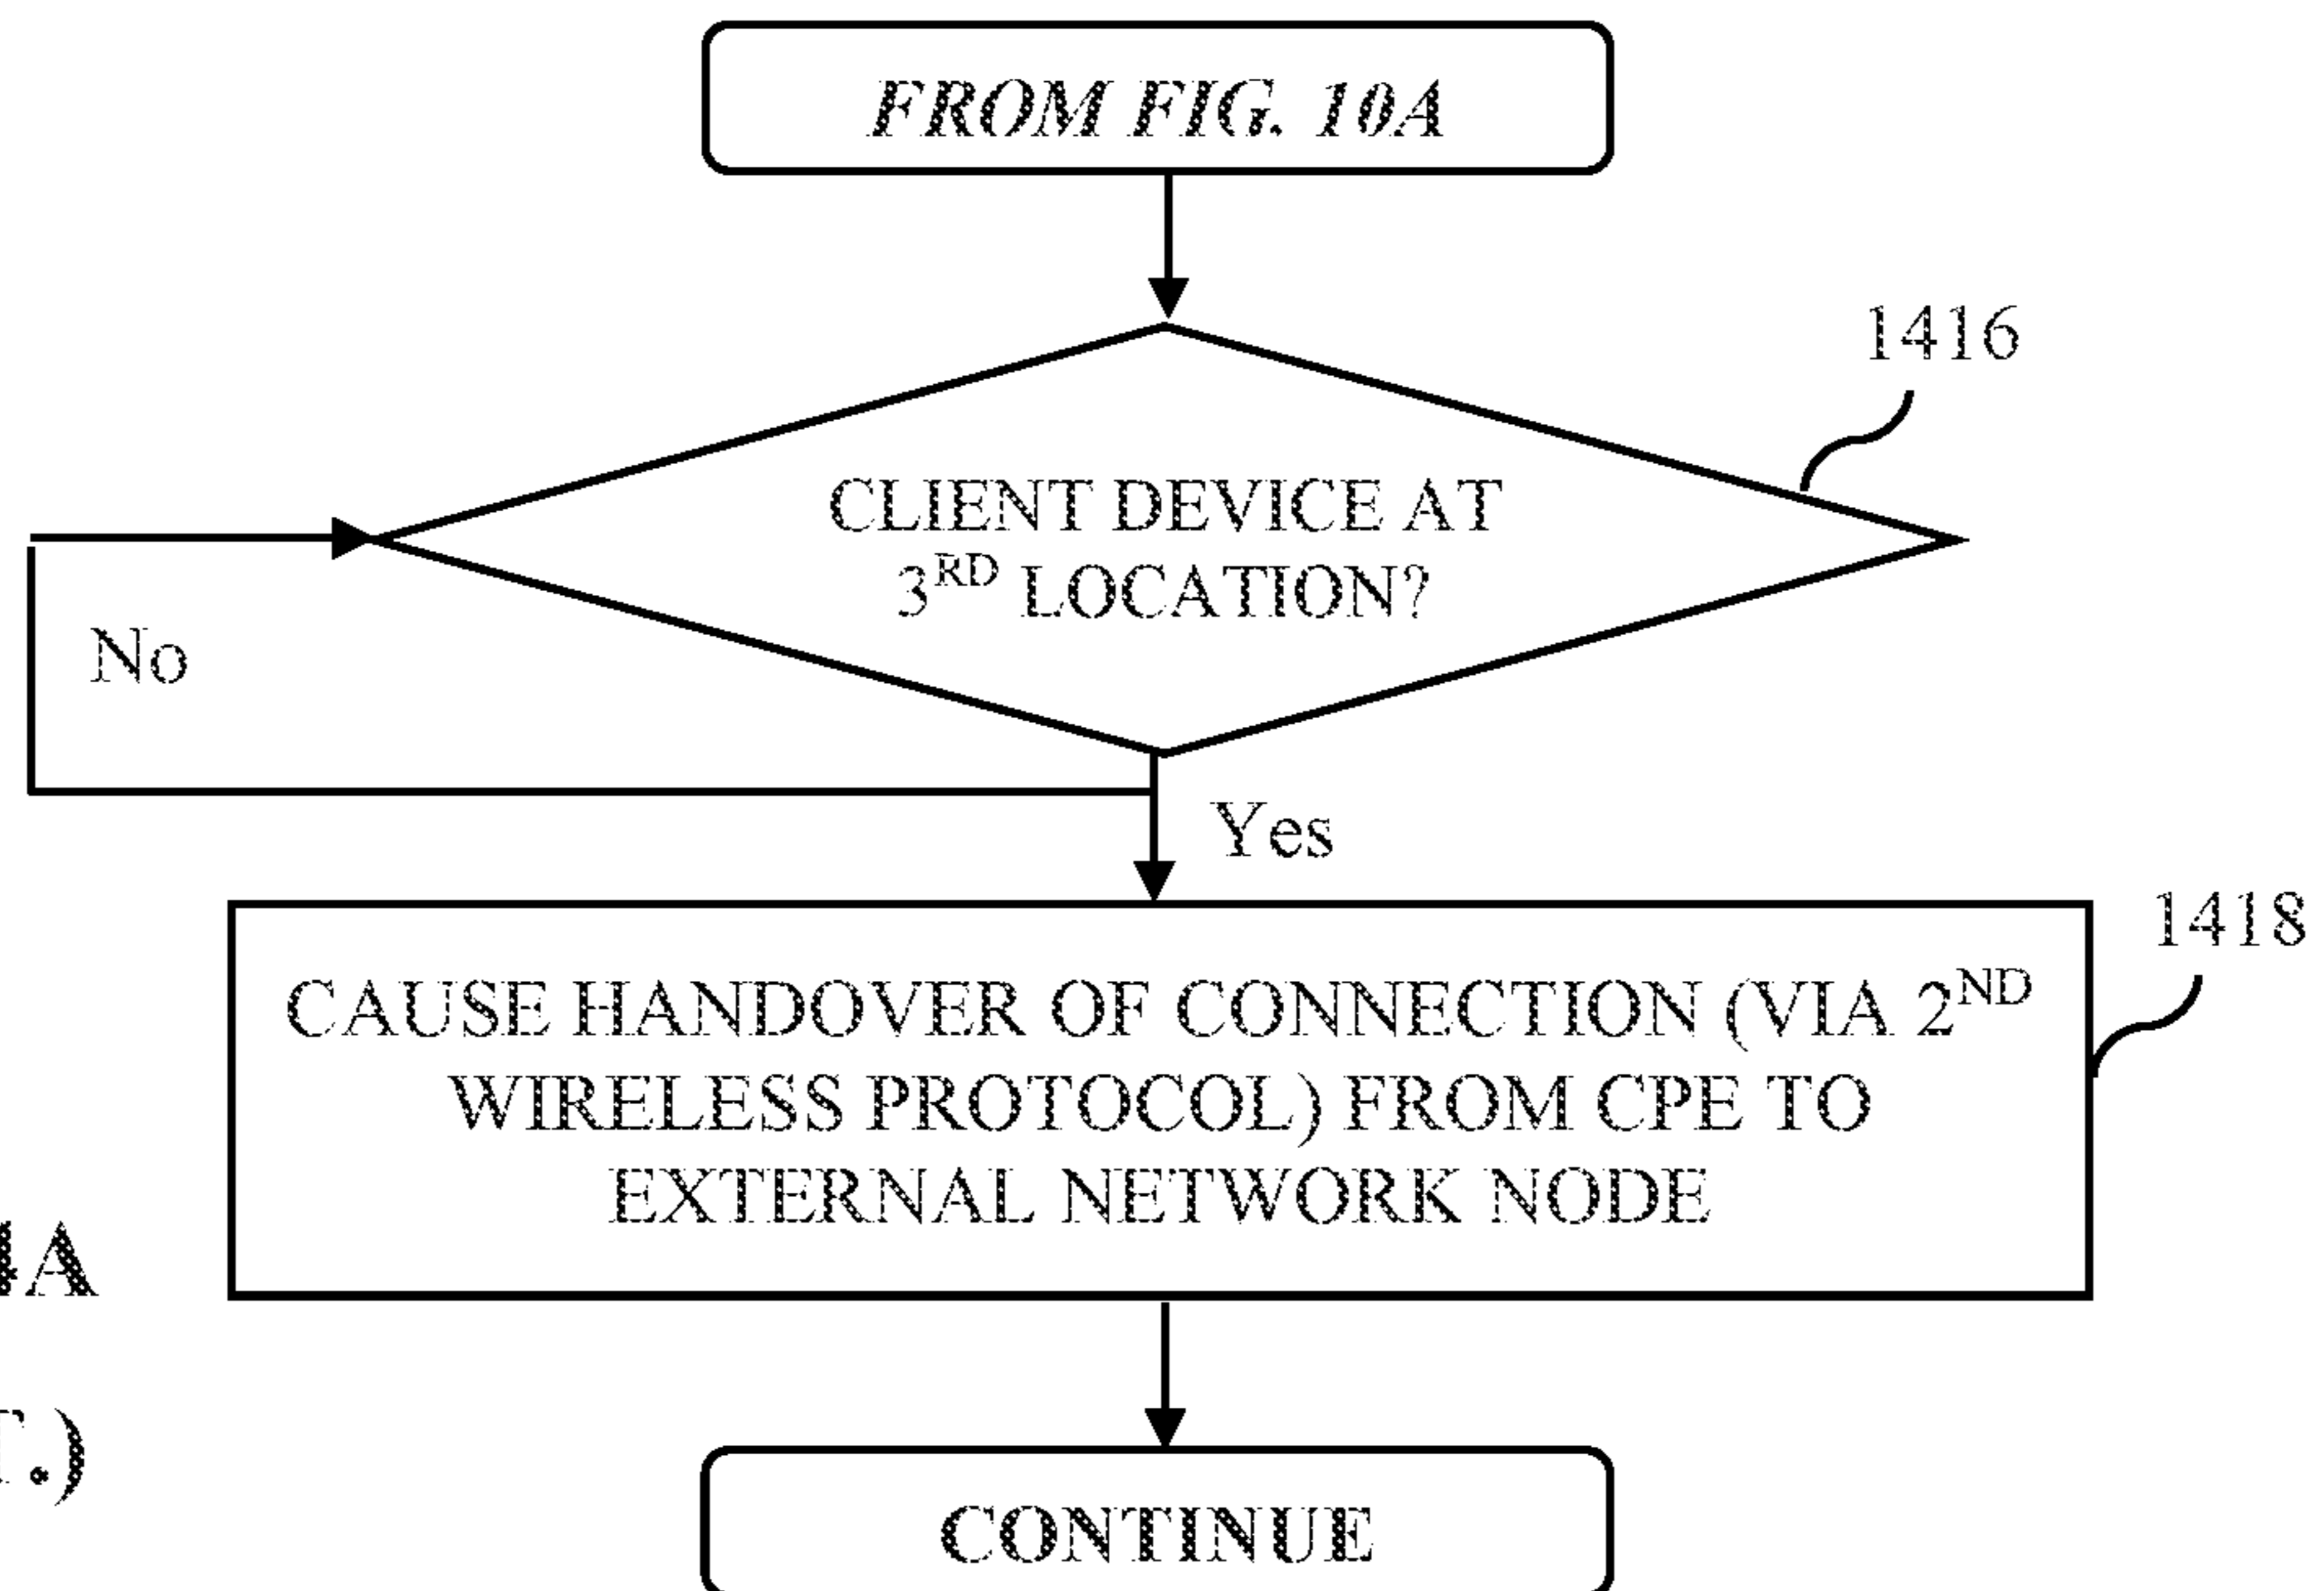 FROM FIG. 10A
1416
CLIENT DEVICE AT
3RD LOCATION?
No
Yes
1418
CAUSE HANDOVER OF CONNECTION (VIA 2ND
WIRELESS PROTOCOL) FROM CPE TO
EXTERNAL NETWORK NODE
4A
T.)
CONTINUE